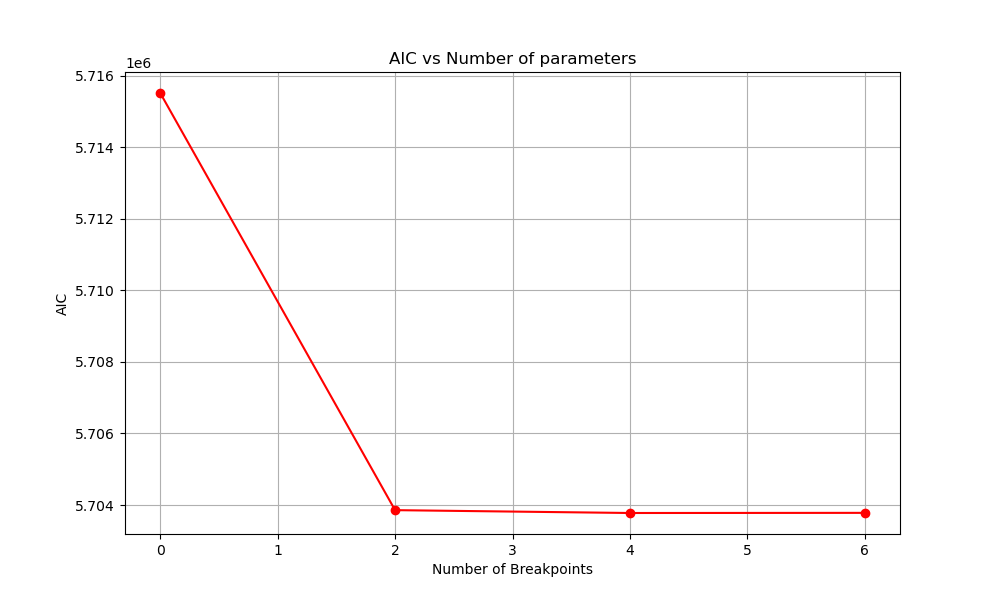 AIC vs Number of parameters
1e6
5.716
5.714
5.712
5.710
5.708
5.706
5.704
AIC
0 1 2 3 4 5 6
Number of Breakpoints